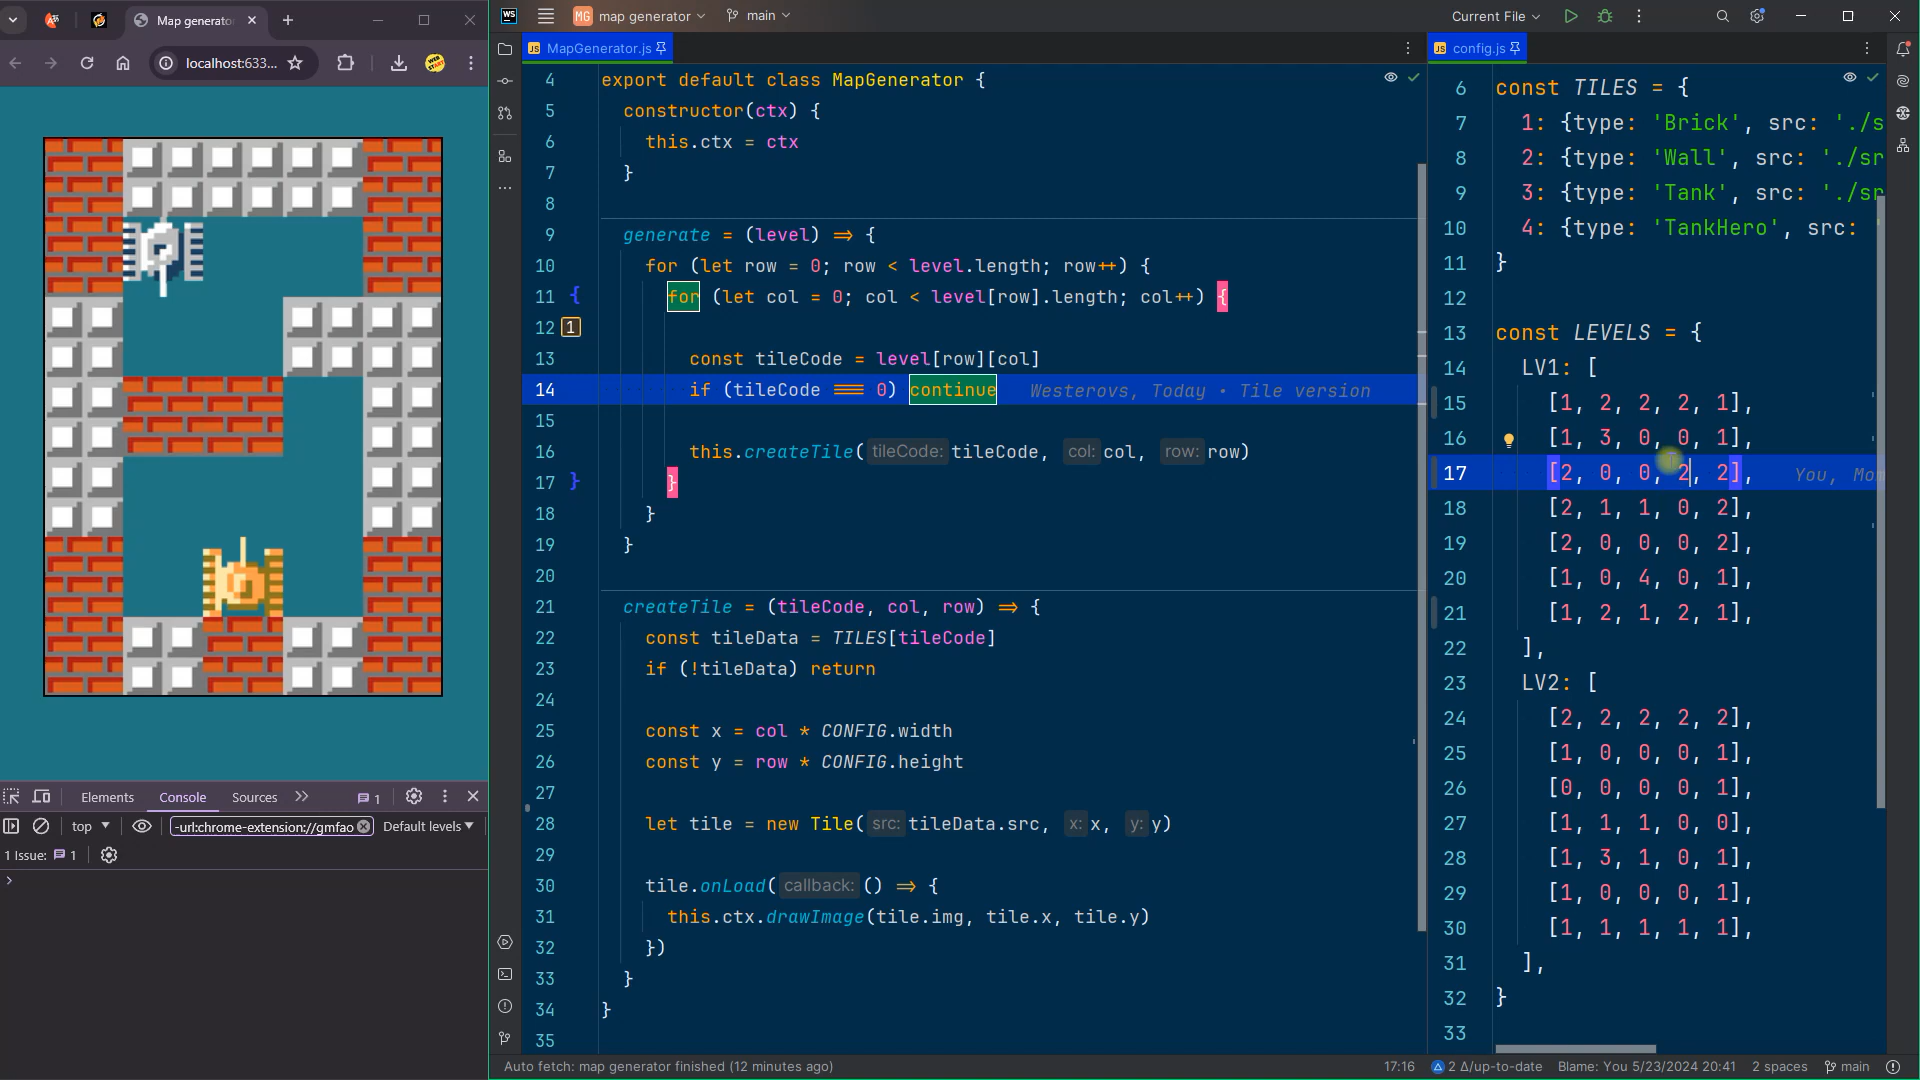 Map generator
localhost:633...
Elements
Console
Sources
1
top
-url:chrome-extension://gmfao
Default levels
1 Issue:
1
>
WS
MG
map generator
main
Current File
JS MapGenerator.js
4 export default class MapGenerator {
5 constructor(ctx) {
6 this.ctx = ctx
7 }
8
9 generate = (level) => {
10 for (let row = 0; row < level.length; row++) {
11 for (let col = 0; col < level[row].length; col++) {
12 1
13 const tileCode = level[row][col]
14 if (tileCode === 0) continue Westerovs, Today • Tile version
15
16 this.createTile( tileCode: tileCode, col: col, row: row)
17 }
18 }
19 }
20
21 createTile = (tileCode, col, row) => {
22 const tileData = TILES[tileCode]
23 if (!tileData) return
24
25 const x = col * CONFIG.width
26 const y = row * CONFIG.height
27
28 let tile = new Tile( src: tileData.src, x: x, y: y)
29
30 tile.onLoad( callback: () => {
31 this.ctx.drawImage(tile.img, tile.x, tile.y)
32 })
33 }
34 }
35
JS config.js
6 const TILES = {
7 1: {type: 'Brick', src: './s
8 2: {type: 'Wall', src: './sr
9 3: {type: 'Tank', src: './sr
10 4: {type: 'TankHero', src: '
11 }
12
13 const LEVELS = {
14 LV1: [
15 [1, 2, 2, 2, 1],
16 [1, 3, 0, 0, 1],
17 [2, 0, 0, 2, 2], You, Mo
18 [2, 1, 1, 0, 2],
19 [2, 0, 0, 0, 2],
20 [1, 0, 4, 0, 1],
21 [1, 2, 1, 2, 1],
22 ],
23 LV2: [
24 [2, 2, 2, 2, 2],
25 [1, 0, 0, 0, 1],
26 [0, 0, 0, 0, 1],
27 [1, 1, 1, 0, 0],
28 [1, 3, 1, 0, 1],
29 [1, 0, 0, 0, 1],
30 [1, 1, 1, 1, 1],
31 ],
32 }
33
Auto fetch: map generator finished (12 minutes ago)
17:16
2 Δ/up-to-date
Blame: You 5/23/2024 20:41
2 spaces
main